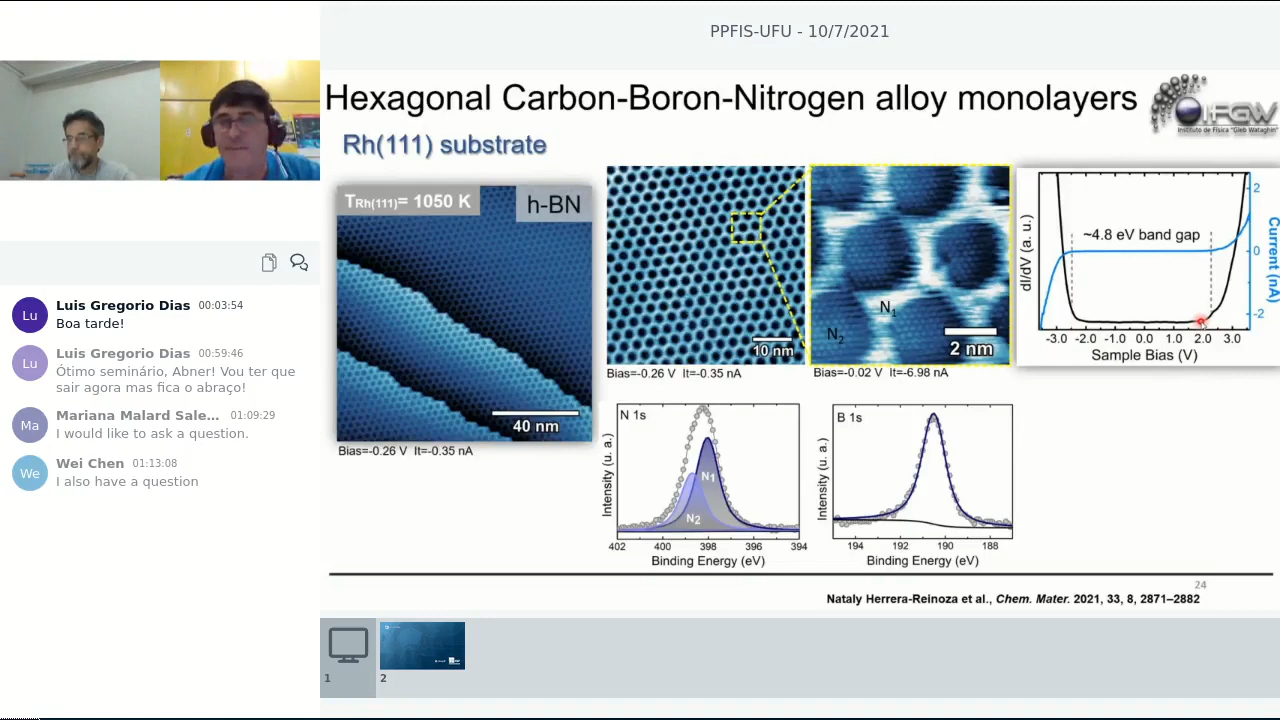 PPFIS-UFU - 10/7/2021
Hexagonal Carbon-Boron-Nitrogen alloy monolayers
IFGW
Instituto de Física "Gleb Wataghin"
Rh(111) substrate
TRh(111)= 1050 K
h-BN
40 nm
Bias=-0.26 V It=-0.35 nA
10 nm
Bias=-0.26 V It=-0.35 nA
N1
N2
2 nm
Bias=-0.02 V It=-6.98 nA
~4.8 eV band gap
dI/dV (a. u.)
Current (nA)
2
0
-2
-3.0 -2.0 -1.0 0.0 1.0 2.0 3.0
Sample Bias (V)
N 1s
N1
N2
Intensity (u. a.)
402 400 398 396 394
Binding Energy (eV)
B 1s
Intensity (u. a.)
194 192 190 188
Binding Energy (eV)
24
Nataly Herrera-Reinoza et al., Chem. Mater. 2021, 33, 8, 2871–2882
Lu
Luis Gregorio Dias 00:03:54
Boa tarde!
Lu
Luis Gregorio Dias 00:59:46
Ótimo seminário, Abner! Vou ter que
sair agora mas fica o abraço!
Ma
Mariana Malard Sale... 01:09:29
I would like to ask a question.
We
Wei Chen 01:13:08
I also have a question
1
2